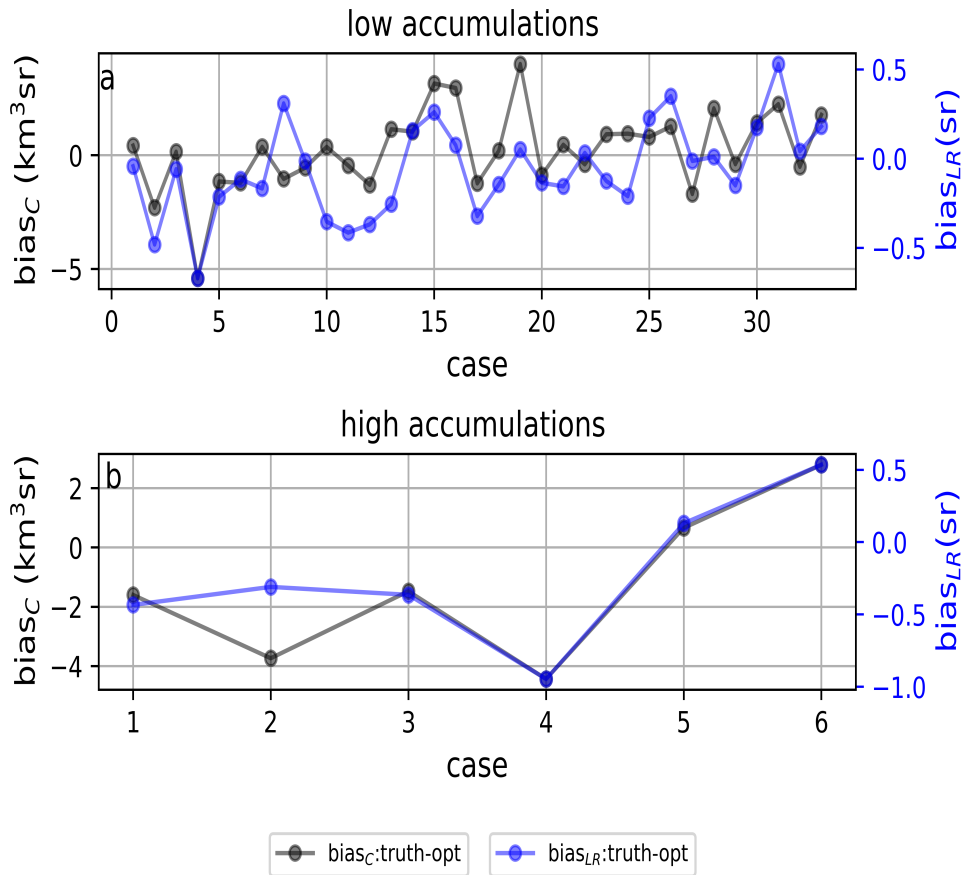 low accumulations
a
bias_C (km³sr)
0
−5
0.5
0.0
−0.5
bias_LR(sr)
0 5 10 15 20 25 30
case
high accumulations
b
bias_C (km³sr)
2
0
−2
−4
0.5
0.0
−0.5
−1.0
bias_LR(sr)
1 2 3 4 5 6
case
bias_C:truth-opt bias_LR:truth-opt